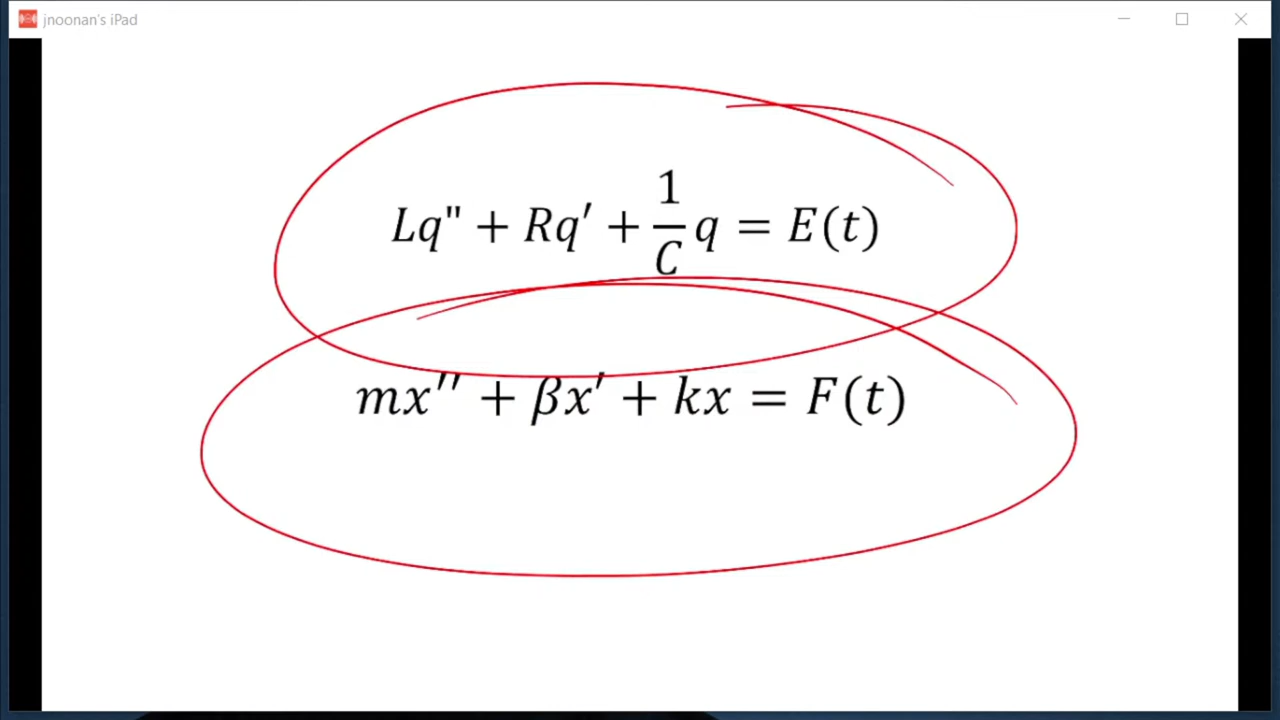 jnoonan's iPad
Lq" + Rq′ + 1/C q = E(t)
mx′′ + βx′ + kx = F(t)